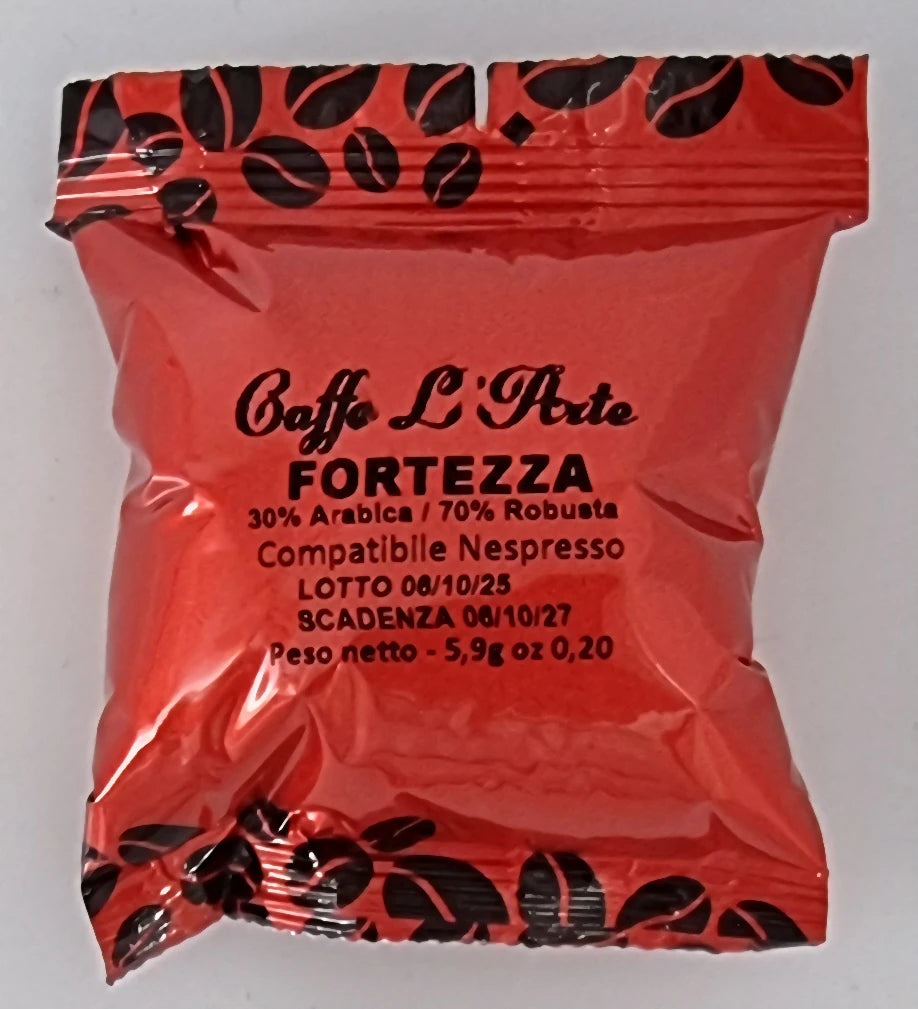 Caffe L'Arte
FORTEZZA
30% Arabica / 70% Robusta
Compatibile Nespresso
LOTTO 06/10/25
SCADENZA 06/10/27
Peso netto - 5,9g oz 0,20